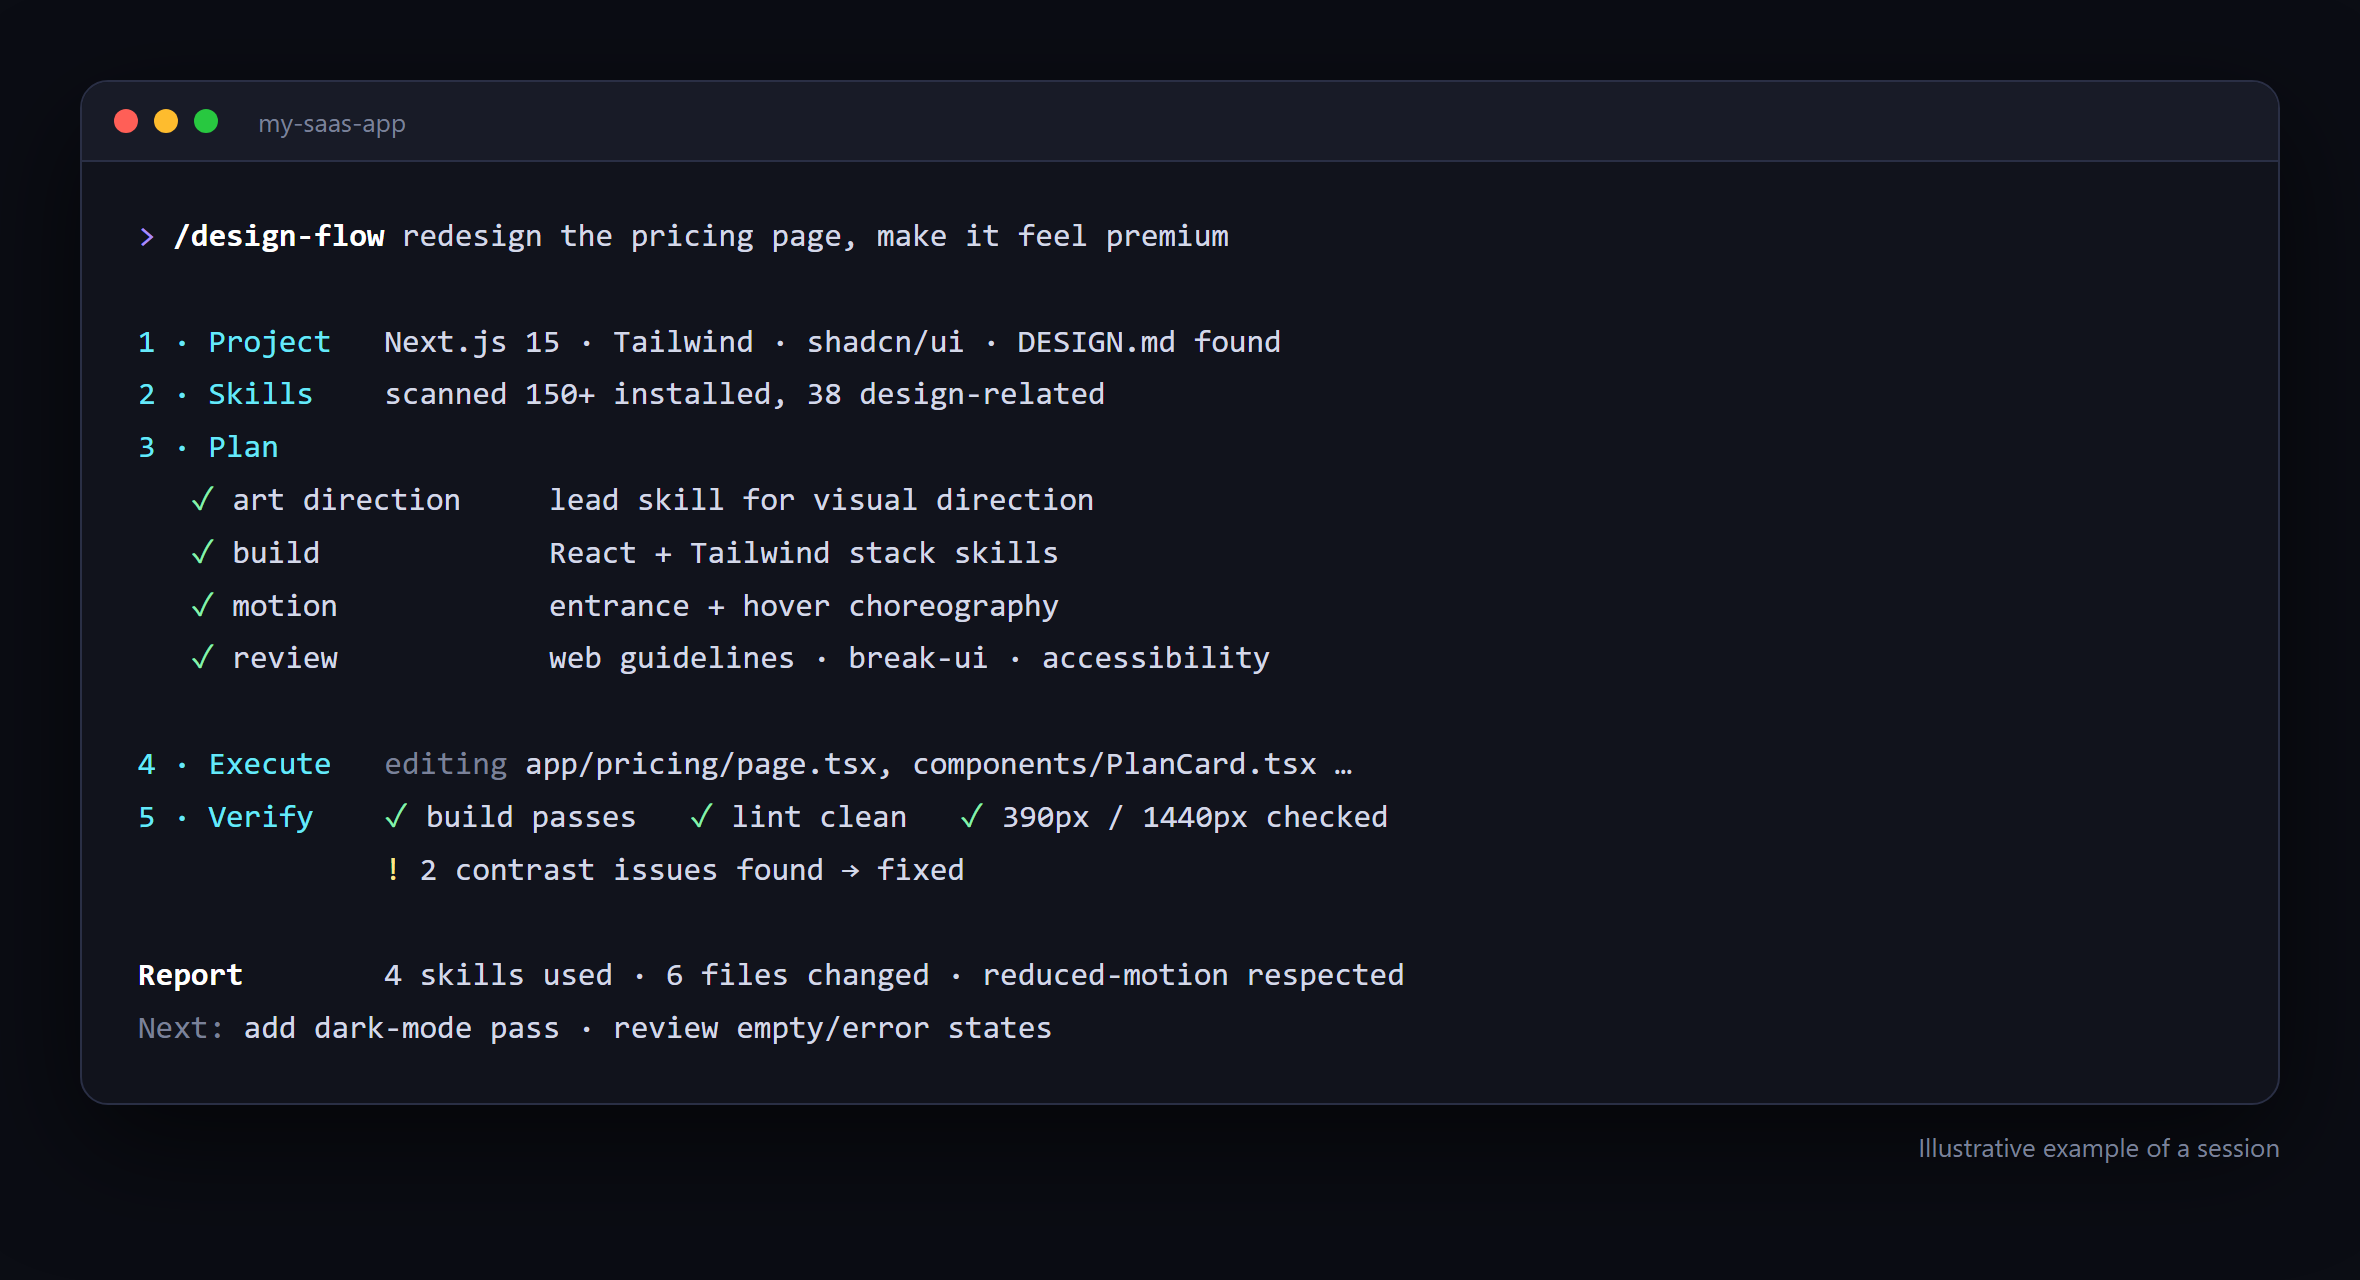 my-saas-app
> /design-flow redesign the pricing page, make it feel premium
1 · Project   Next.js 15 · Tailwind · shadcn/ui · DESIGN.md found
2 · Skills    scanned 150+ installed, 38 design-related
3 · Plan
✓ art direction     lead skill for visual direction
✓ build             React + Tailwind stack skills
✓ motion            entrance + hover choreography
✓ review            web guidelines · break-ui · accessibility
4 · Execute   editing app/pricing/page.tsx, components/PlanCard.tsx …
5 · Verify    ✓ build passes   ✓ lint clean   ✓ 390px / 1440px checked
! 2 contrast issues found → fixed
Report        4 skills used · 6 files changed · reduced-motion respected
Next: add dark-mode pass · review empty/error states
Illustrative example of a session